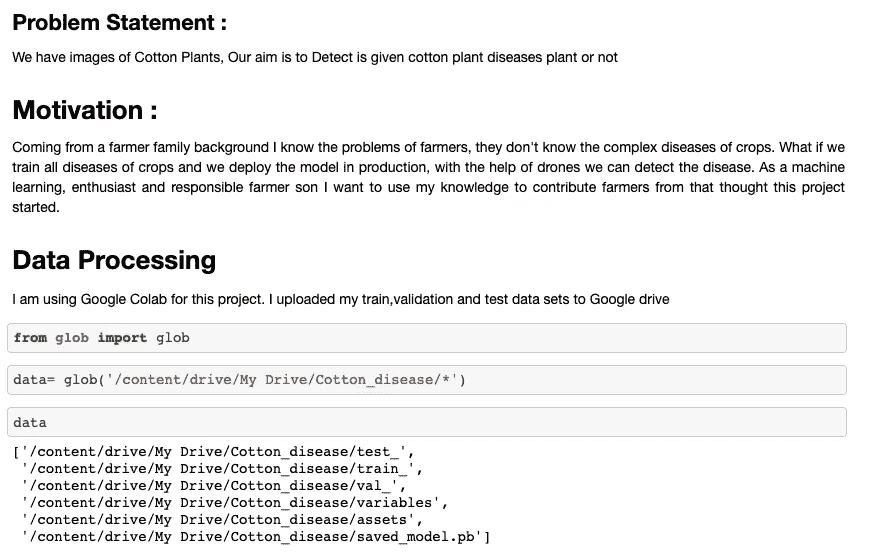 Problem Statement :
We have images of Cotton Plants, Our aim is to Detect is given cotton plant diseases plant or not
Motivation :
Coming from a farmer family background I know the problems of farmers, they don't know the complex diseases of crops. What if we
train all diseases of crops and we deploy the model in production, with the help of drones we can detect the disease. As a machine
learning, enthusiast and responsible farmer son I want to use my knowledge to contribute farmers from that thought this project
started.
Data Processing
I am using Google Colab for this project. I uploaded my train,validation and test data sets to Google drive
from glob import glob
data= glob('/content/drive/My Drive/Cotton_disease/*')
data
['/content/drive/My Drive/Cotton_disease/test_',
'/content/drive/My Drive/Cotton_disease/train_',
'/content/drive/My Drive/Cotton_disease/val_',
'/content/drive/My Drive/Cotton_disease/variables',
'/content/drive/My Drive/Cotton_disease/assets',
'/content/drive/My Drive/Cotton_disease/saved_model.pb']